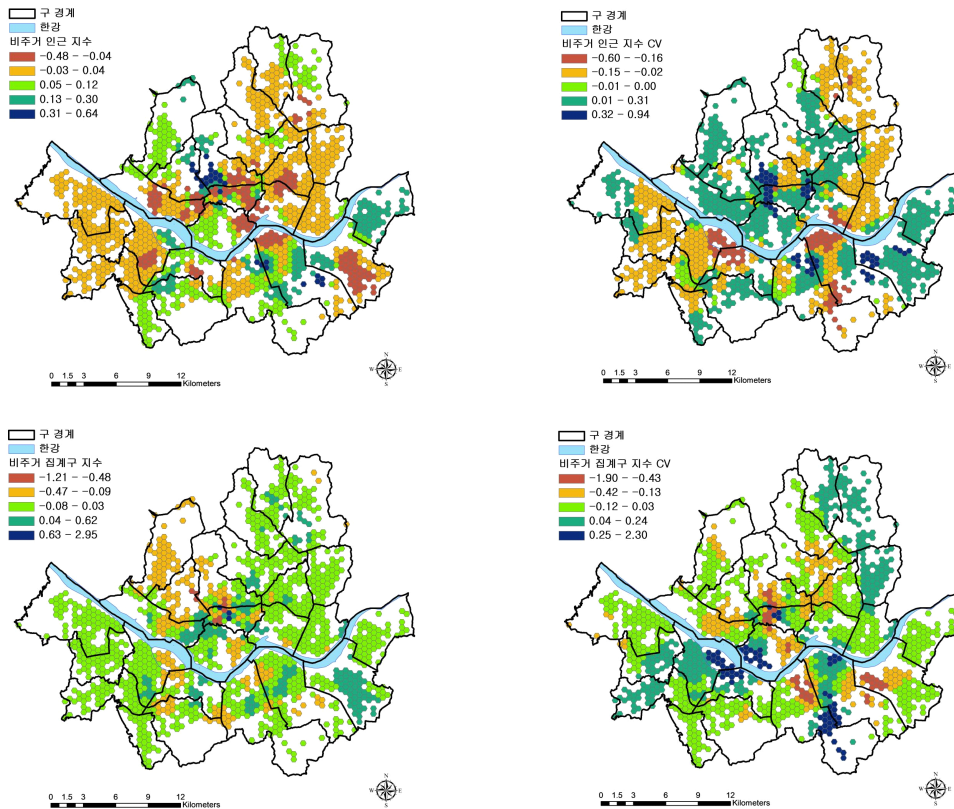 구 경계
한강
비주거 인근 지수
-0.48 - -0.04
-0.03 - 0.04
0.05 - 0.12
0.13 - 0.30
0.31 - 0.64
N
W E
S
0 1.5 3 6 9 12
Kilometers
구 경계
한강
비주거 인근 지수 CV
-0.60 - -0.16
-0.15 - -0.02
-0.01 - 0.00
0.01 - 0.31
0.32 - 0.94
N
W E
S
0 1.5 3 6 9 12
Kilometers
구 경계
한강
비주거 집계구 지수
-1.21 - -0.48
-0.47 - -0.09
-0.08 - 0.03
0.04 - 0.62
0.63 - 2.95
N
W E
S
0 1.5 3 6 9 12
Kilometers
구 경계
한강
비주거 집계구 지수 CV
-1.90 - -0.43
-0.42 - -0.13
-0.12 - 0.03
0.04 - 0.24
0.25 - 2.30
N
W E
S
0 1.5 3 6 9 12
Kilometers